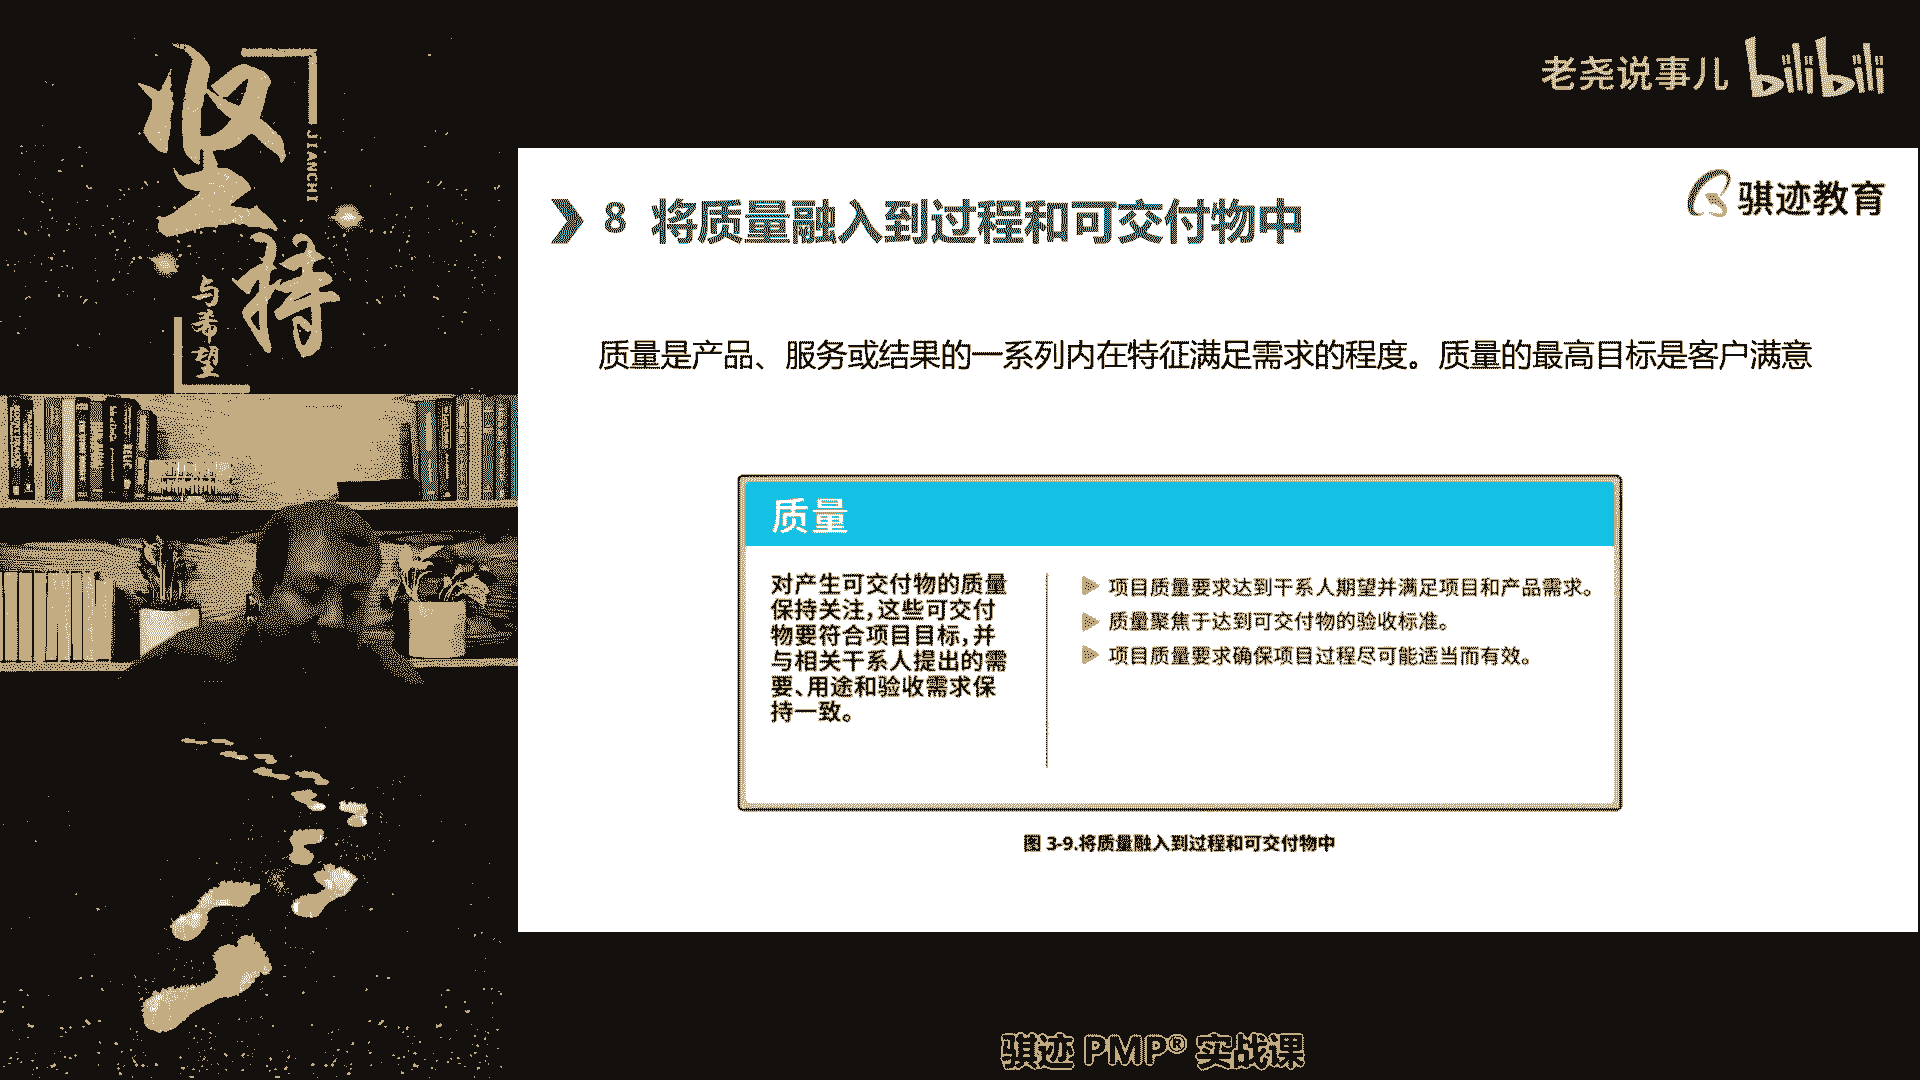 坚持
JIANCHI
与希望
老尧说事儿 bilibili
骐迹教育
8 将质量融入到过程和可交付物中
质量是产品、服务或结果的一系列内在特征满足需求的程度。质量的最高目标是客户满意
质量
对产生可交付物的质量
保持关注，这些可交付
物要符合项目目标，并
与相关干系人提出的需
要、用途和验收需求保
持一致。
项目质量要求达到干系人期望并满足项目和产品需求。
质量聚焦于达到可交付物的验收标准。
项目质量要求确保项目过程尽可能适当而有效。
图 3-9.将质量融入到过程和可交付物中
骐迹 PMP® 实战课